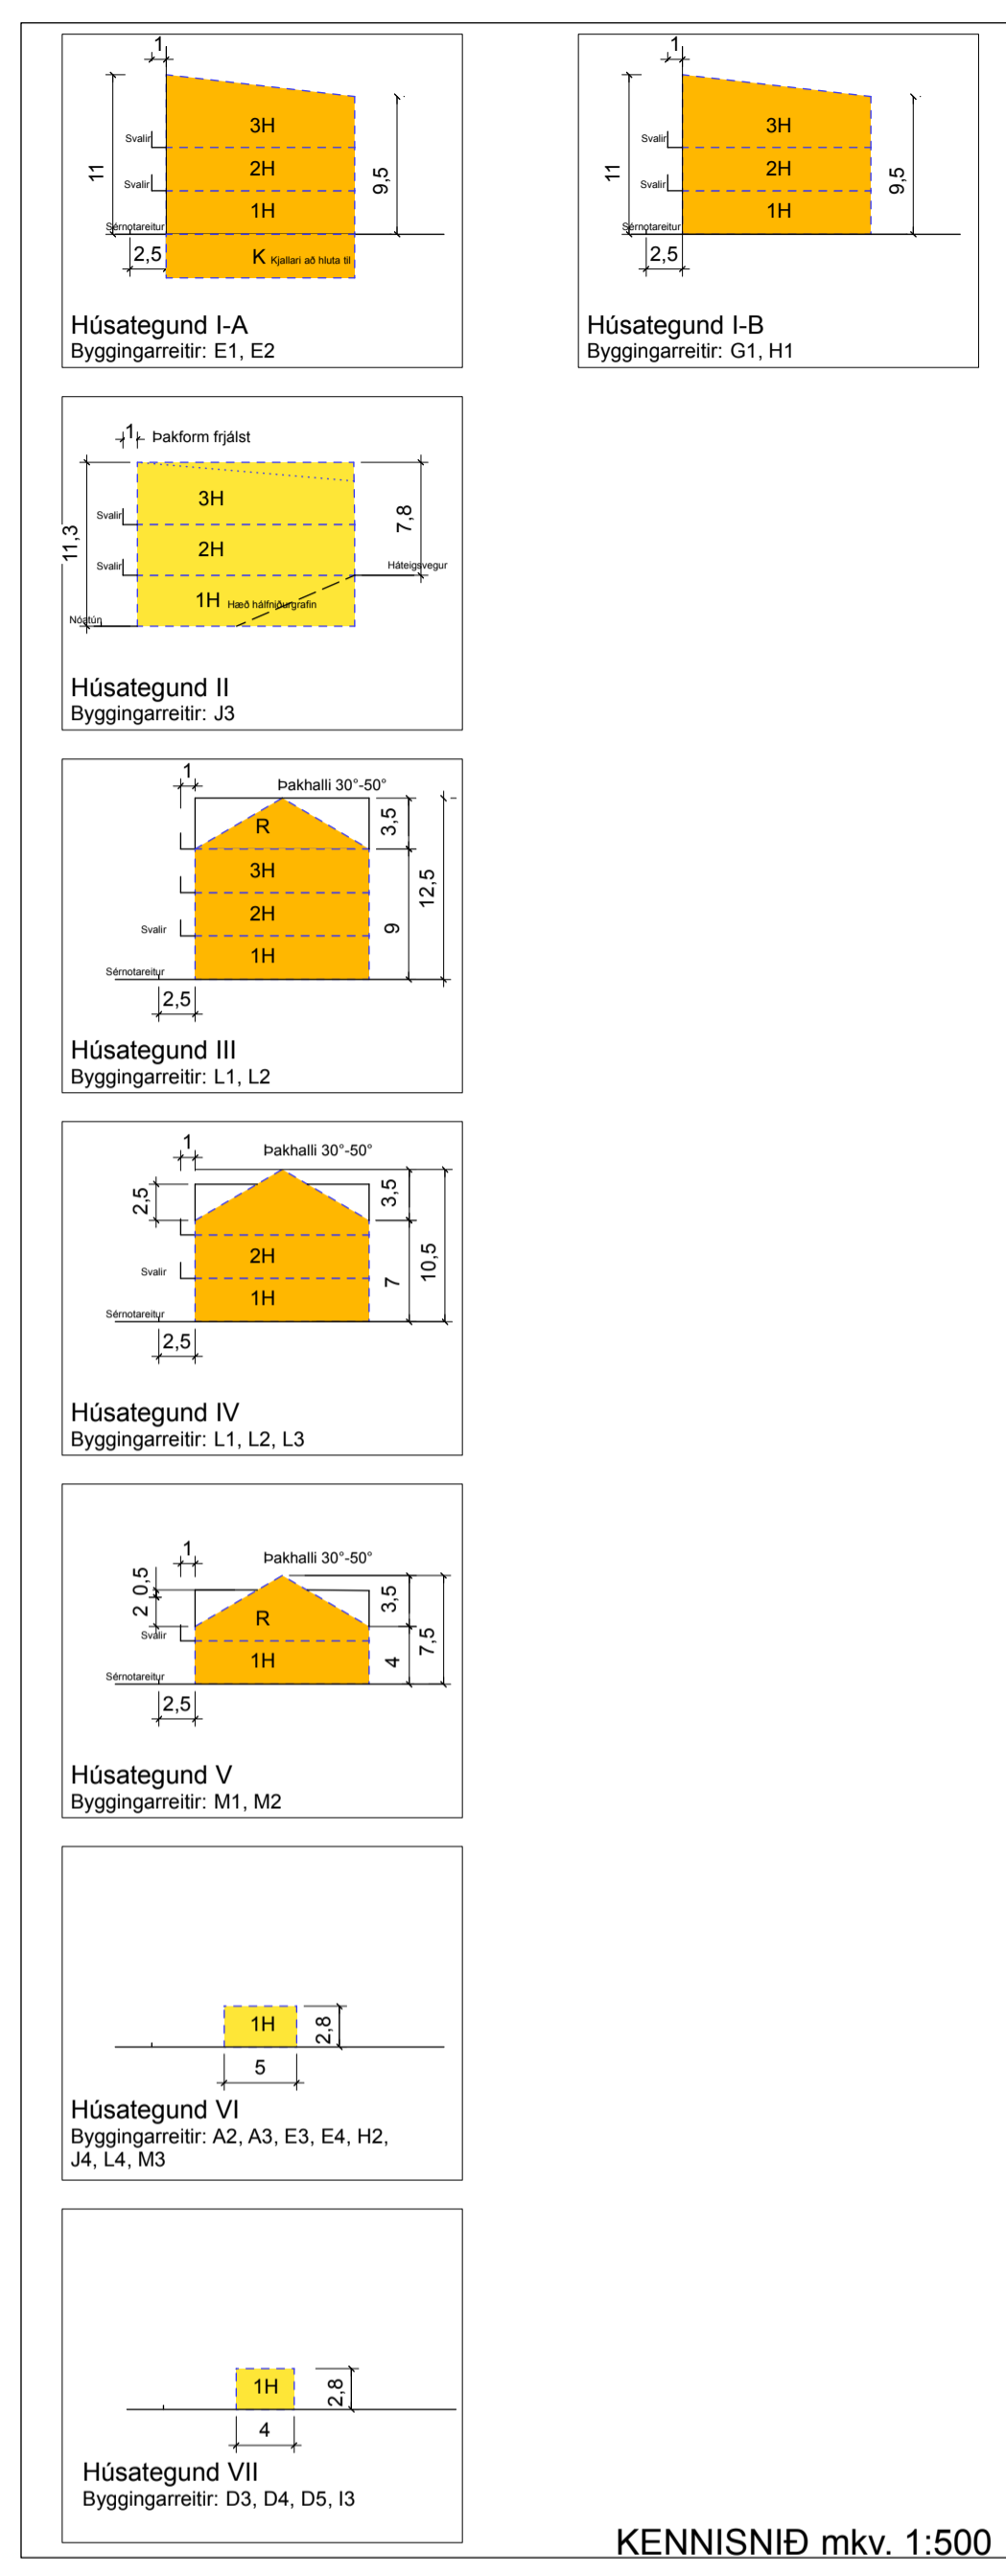 1
11
Svalir
Svalir
Sérnotareitur
2,5
3H
2H
1H
K Kjallari að hluta til
9,5
Húsategund I-A
Byggingarreitir: E1, E2
1
11
Svalir
Svalir
Sérnotareitur
2,5
3H
2H
1H
9,5
Húsategund I-B
Byggingarreitir: G1, H1
1
Þakform frjálst
11,3
Svalir
Svalir
Nóatún
3H
2H
1H Hæð hálfniðurgrafin
7,8
Háteigsvegur
Húsategund II
Byggingarreitir: J3
1
Þakhalli 30°-50°
R
3H
2H
1H
Svalir
Sérnotareitur
2,5
3,5
9
12,5
Húsategund III
Byggingarreitir: L1, L2
1
Þakhalli 30°-50°
2,5
2H
1H
Svalir
Sérnotareitur
2,5
3,5
7
10,5
Húsategund IV
Byggingarreitir: L1, L2, L3
1
Þakhalli 30°-50°
0,5
2
R
1H
Svalir
Sérnotareitur
2,5
3,5
4
7,5
Húsategund V
Byggingarreitir: M1, M2
1H
2,8
5
Húsategund VI
Byggingarreitir: A2, A3, E3, E4, H2,
J4, L4, M3
1H
2,8
4
Húsategund VII
Byggingarreitir: D3, D4, D5, I3
KENNISNIÐ mkv. 1:500